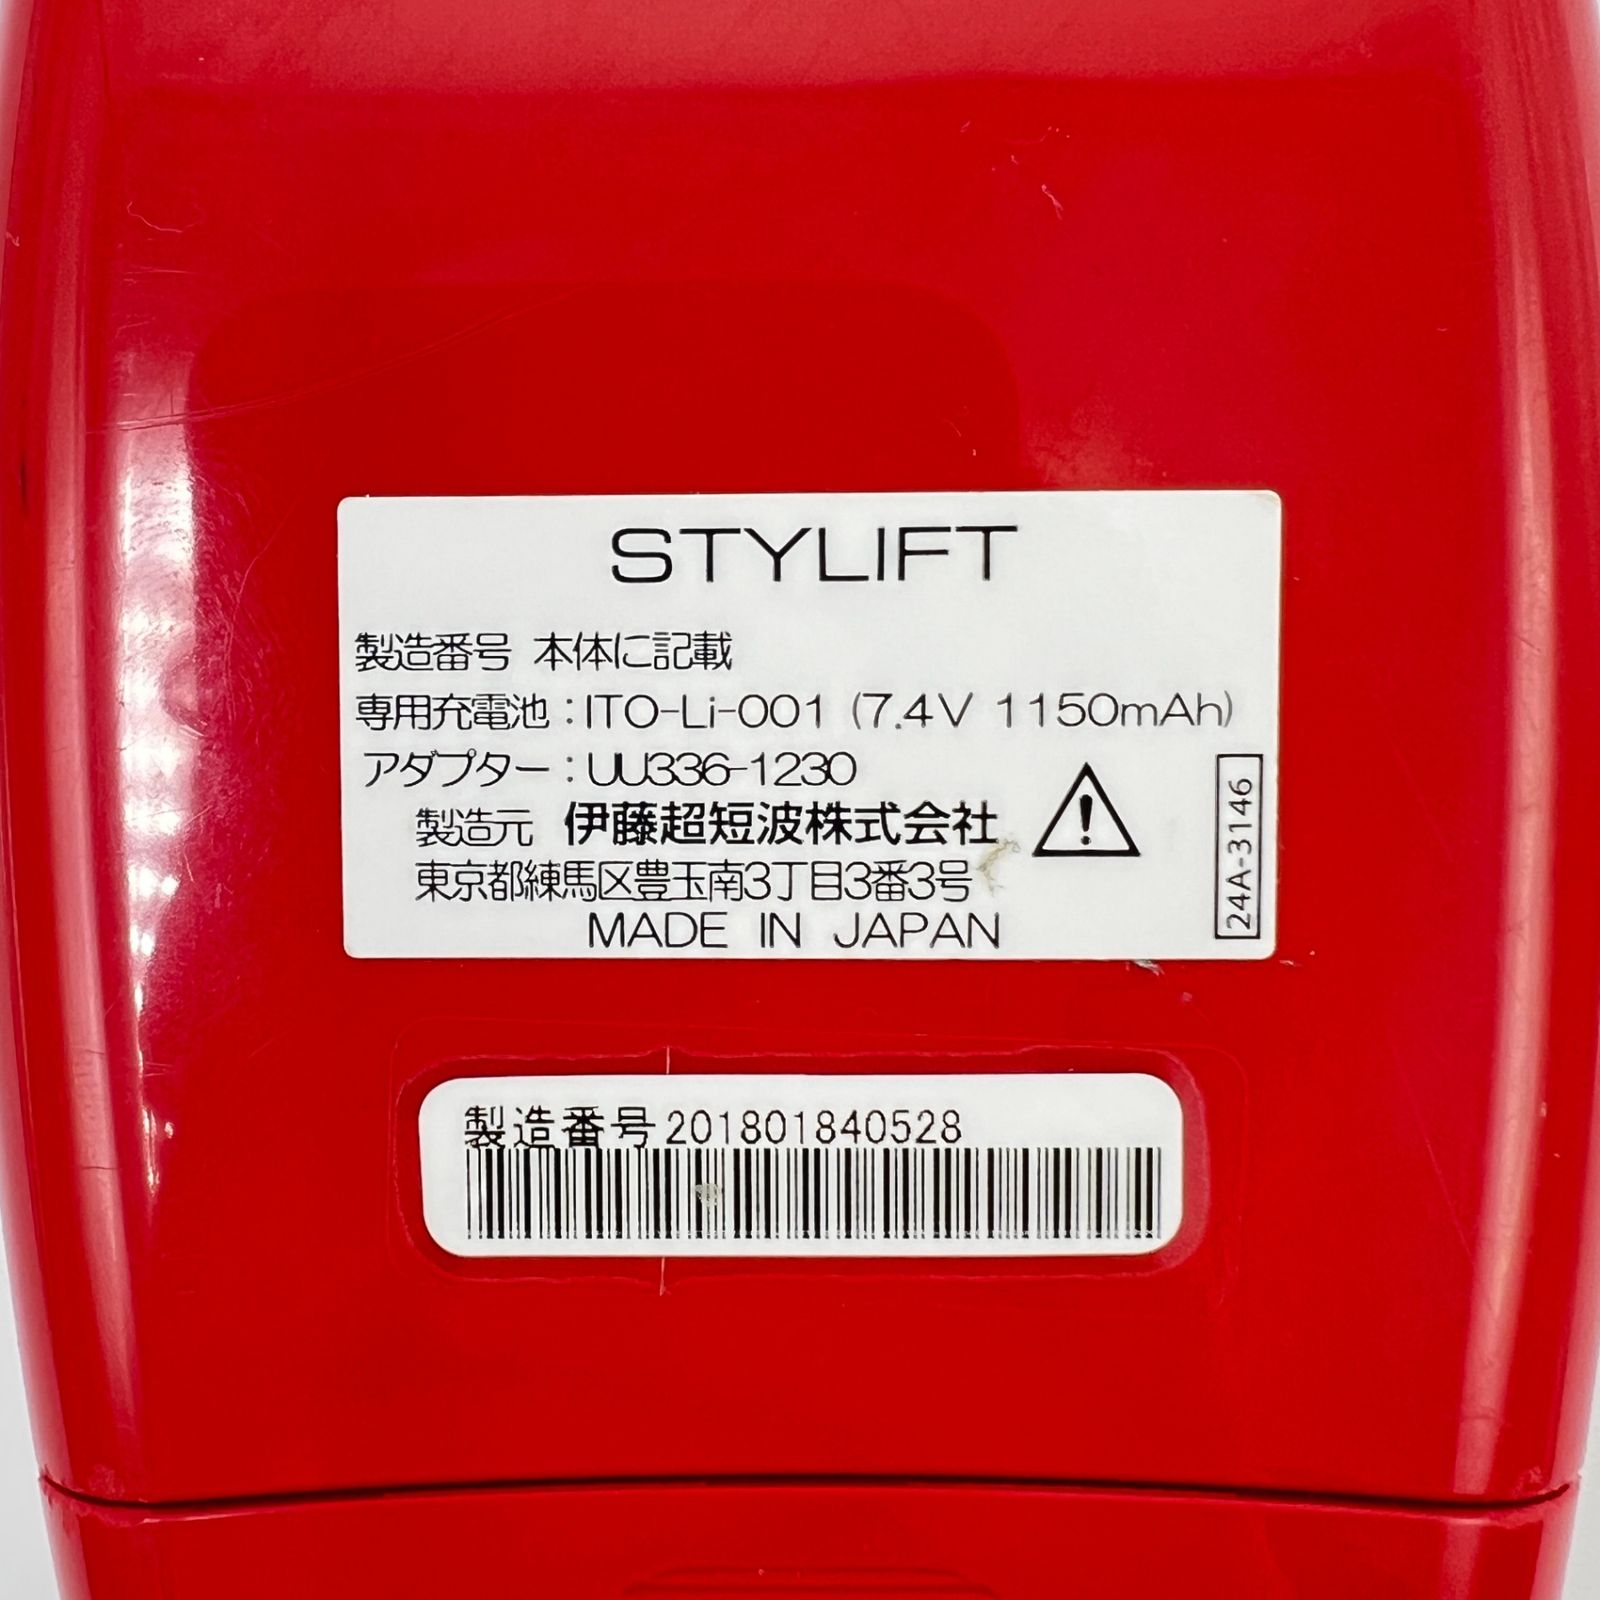 STYLIFT
製造番号 本体に記載
専用充電池：ITO-Li-001 (7.4V 1150mAh)
アダプター：UU336-1230
製造元 伊藤超短波株式会社
東京都練馬区豊玉南3丁目3番3号
MADE IN JAPAN
24A-3146
製造番号201801840528